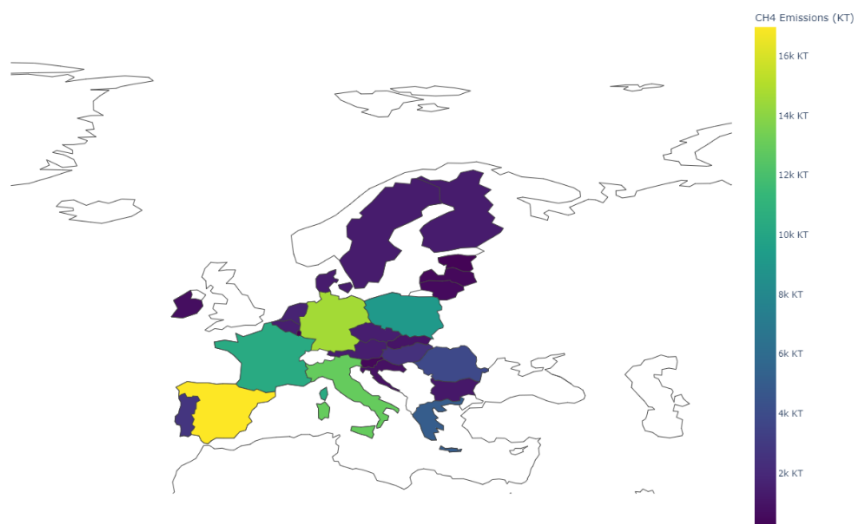 CH4 Emissions (KT)
16k KT
14k KT
12k KT
10k KT
8k KT
6k KT
4k KT
2k KT